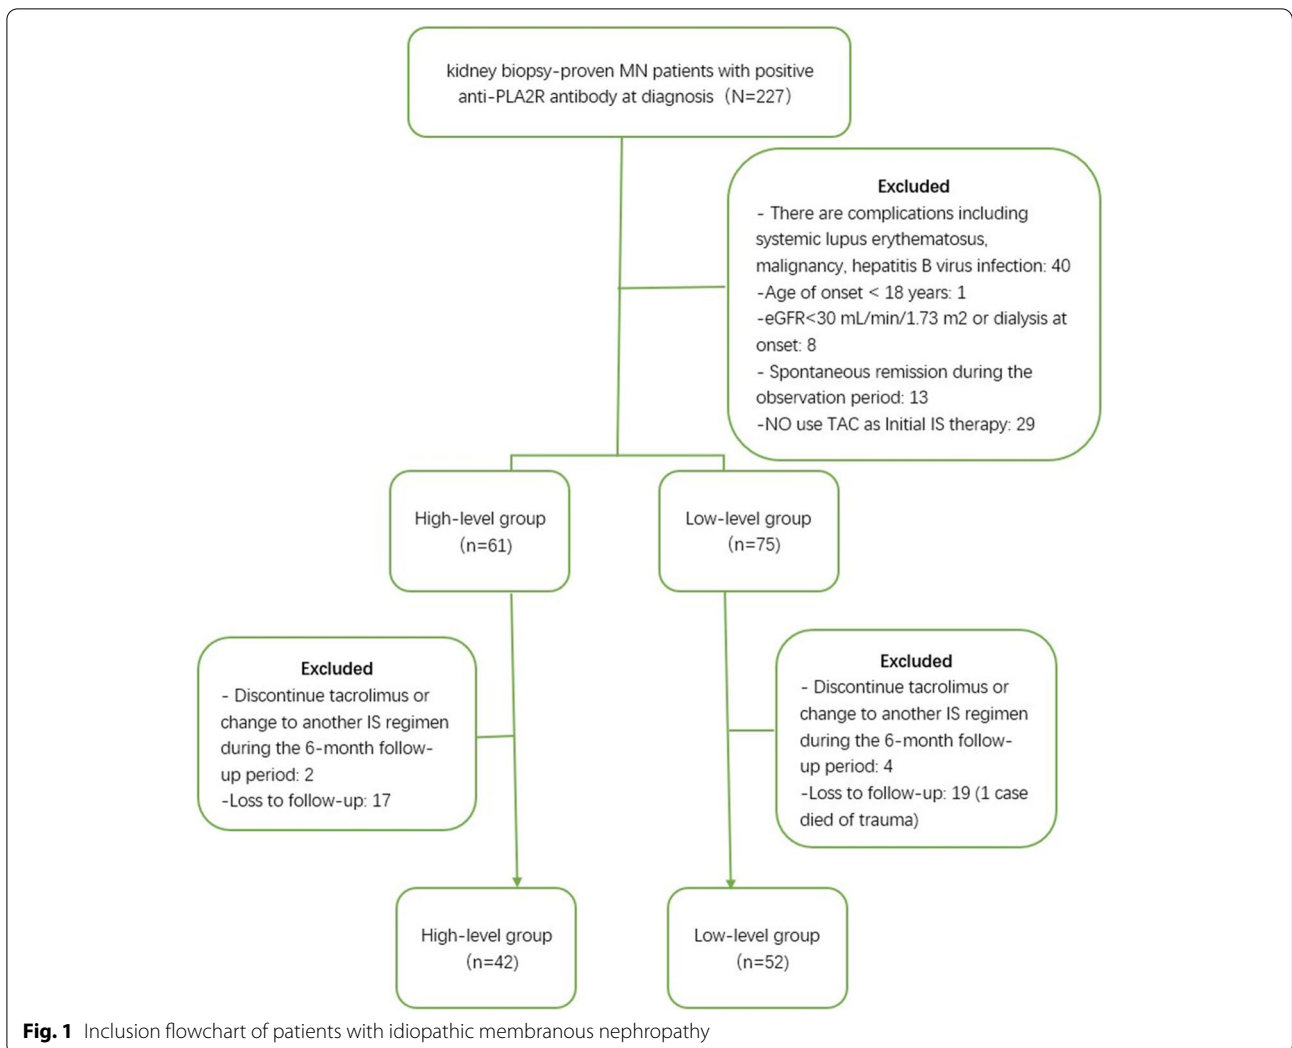 kidney biopsy-proven MN patients with positive
anti-PLA2R antibody at diagnosis（N=227）
Excluded
- There are complications including
systemic lupus erythematosus,
malignancy, hepatitis B virus infection: 40
-Age of onset < 18 years: 1
-eGFR<30 mL/min/1.73 m2 or dialysis at
onset: 8
- Spontaneous remission during the
observation period: 13
-NO use TAC as Initial IS therapy: 29
High-level group
（n=61）
Low-level group
（n=75）
Excluded
- Discontinue tacrolimus or
change to another IS regimen
during the 6-month follow-
up period: 2
-Loss to follow-up: 17
Excluded
- Discontinue tacrolimus or
change to another IS regimen
during the 6-month follow-
up period: 4
-Loss to follow-up: 19 (1 case
died of trauma)
High-level group
（n=42）
Low-level group
（n=52）
Fig. 1 Inclusion flowchart of patients with idiopathic membranous nephropathy